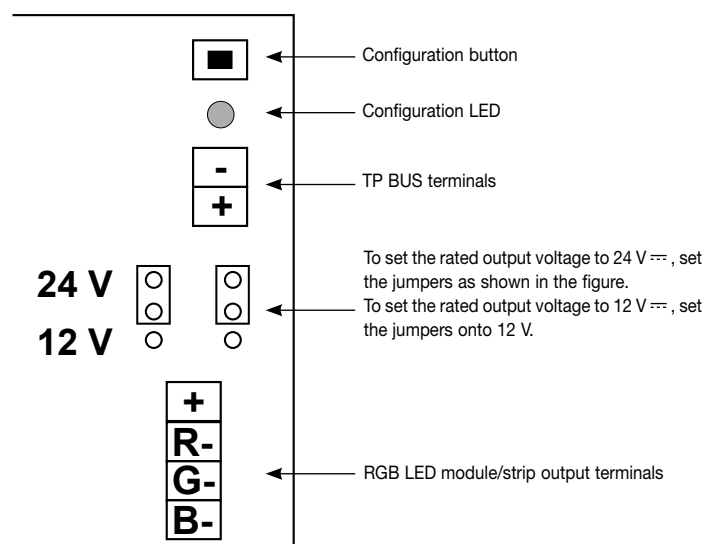 Configuration button
Configuration LED
-
+
TP BUS terminals
24 V
12 V
To set the rated output voltage to 24 V ⎓ , set
the jumpers as shown in the figure.
To set the rated output voltage to 12 V ⎓ , set
the jumpers onto 12 V.
+
R-
G-
B-
RGB LED module/strip output terminals